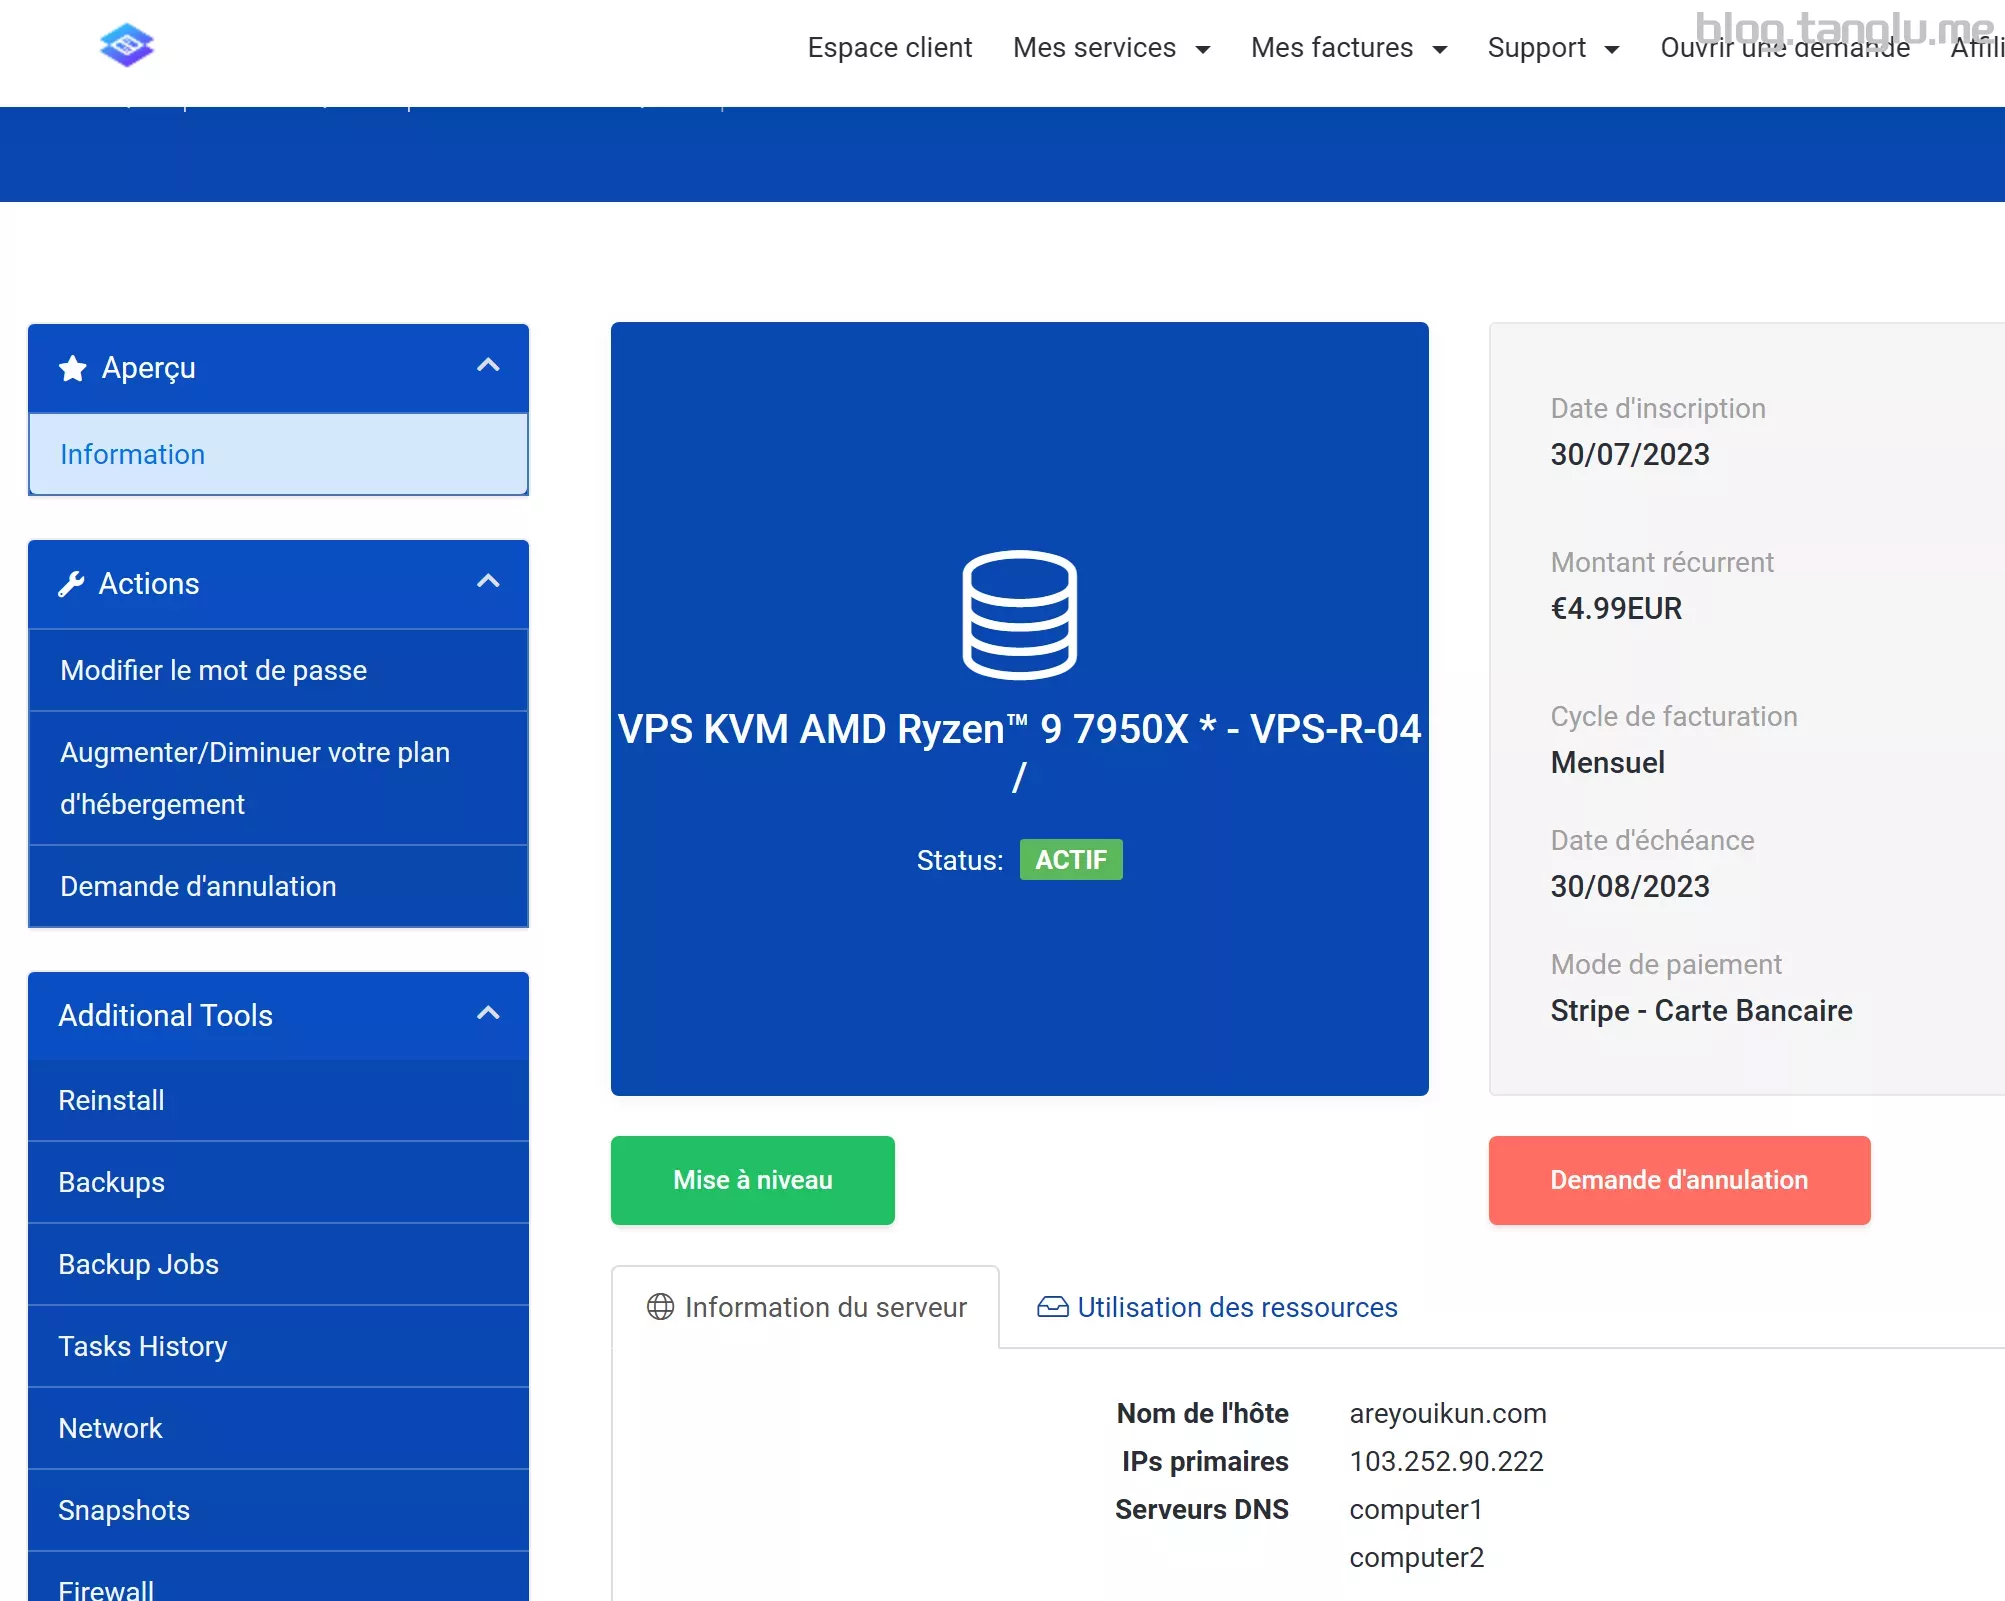 blog.tanglu.me
Espace client Mes services Mes factures Support Ouvrir une demande
Aperçu
Information
Actions
Modifier le mot de passe
Augmenter/Diminuer votre plan
d'hébergement
Demande d'annulation
Additional Tools
Reinstall
Backups
Backup Jobs
Tasks History
Network
Snapshots
Firewall
VPS KVM AMD Ryzen™ 9 7950X * - VPS-R-04
/
Status: ACTIF
Date d'inscription
30/07/2023
Montant récurrent
€4.99EUR
Cycle de facturation
Mensuel
Date d'échéance
30/08/2023
Mode de paiement
Stripe - Carte Bancaire
Mise à niveau
Demande d'annulation
Information du serveur Utilisation des ressources
Nom de l'hôte areyouikun.com
IPs primaires 103.252.90.222
Serveurs DNS computer1
computer2